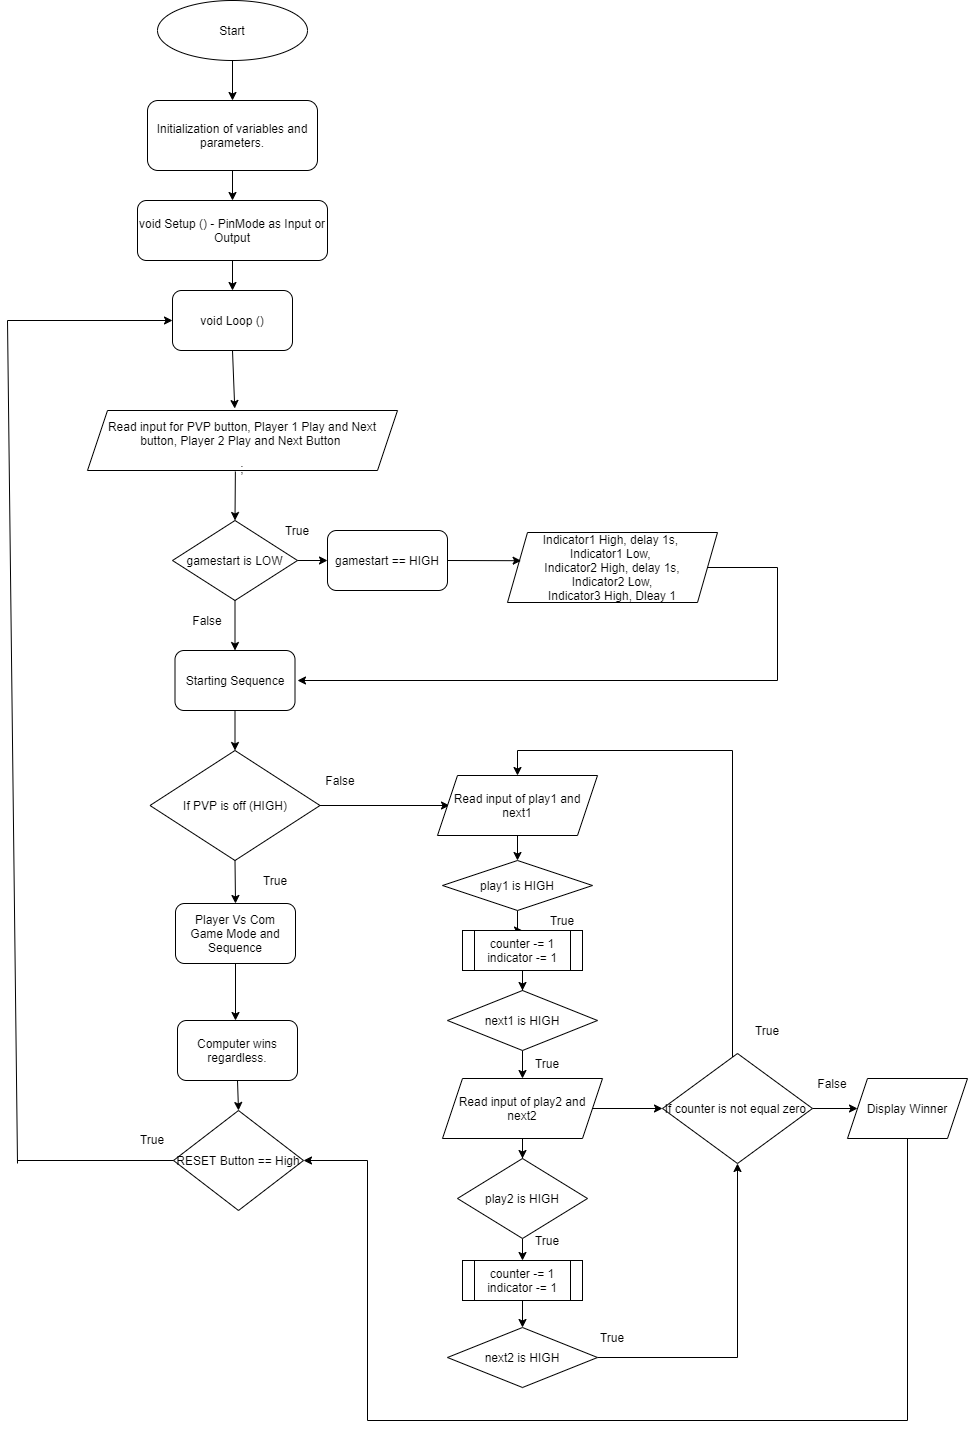 Start
Initialization of variables and
parameters.
void Setup () - PinMode as Input or
Output
void Loop ()
Read input for PVP button, Player 1 Play and Next
button, Player 2 Play and Next Button
;
gamestart is LOW
True
gamestart == HIGH
Indicator1 High, delay 1s,
Indicator1 Low,
Indicator2 High, delay 1s,
Indicator2 Low,
Indicator3 High, Dleay 1
False
Starting Sequence
If PVP is off (HIGH)
False
Read input of play1 and
next1
True
play1 is HIGH
Player Vs Com
Game Mode and
Sequence
True
counter -= 1
indicator -= 1
next1 is HIGH
True
Computer wins
regardless.
True
Read input of play2 and
next2
If counter is not equal zero
False
Display Winner
True
RESET Button == High
play2 is HIGH
True
counter -= 1
indicator -= 1
next2 is HIGH
True